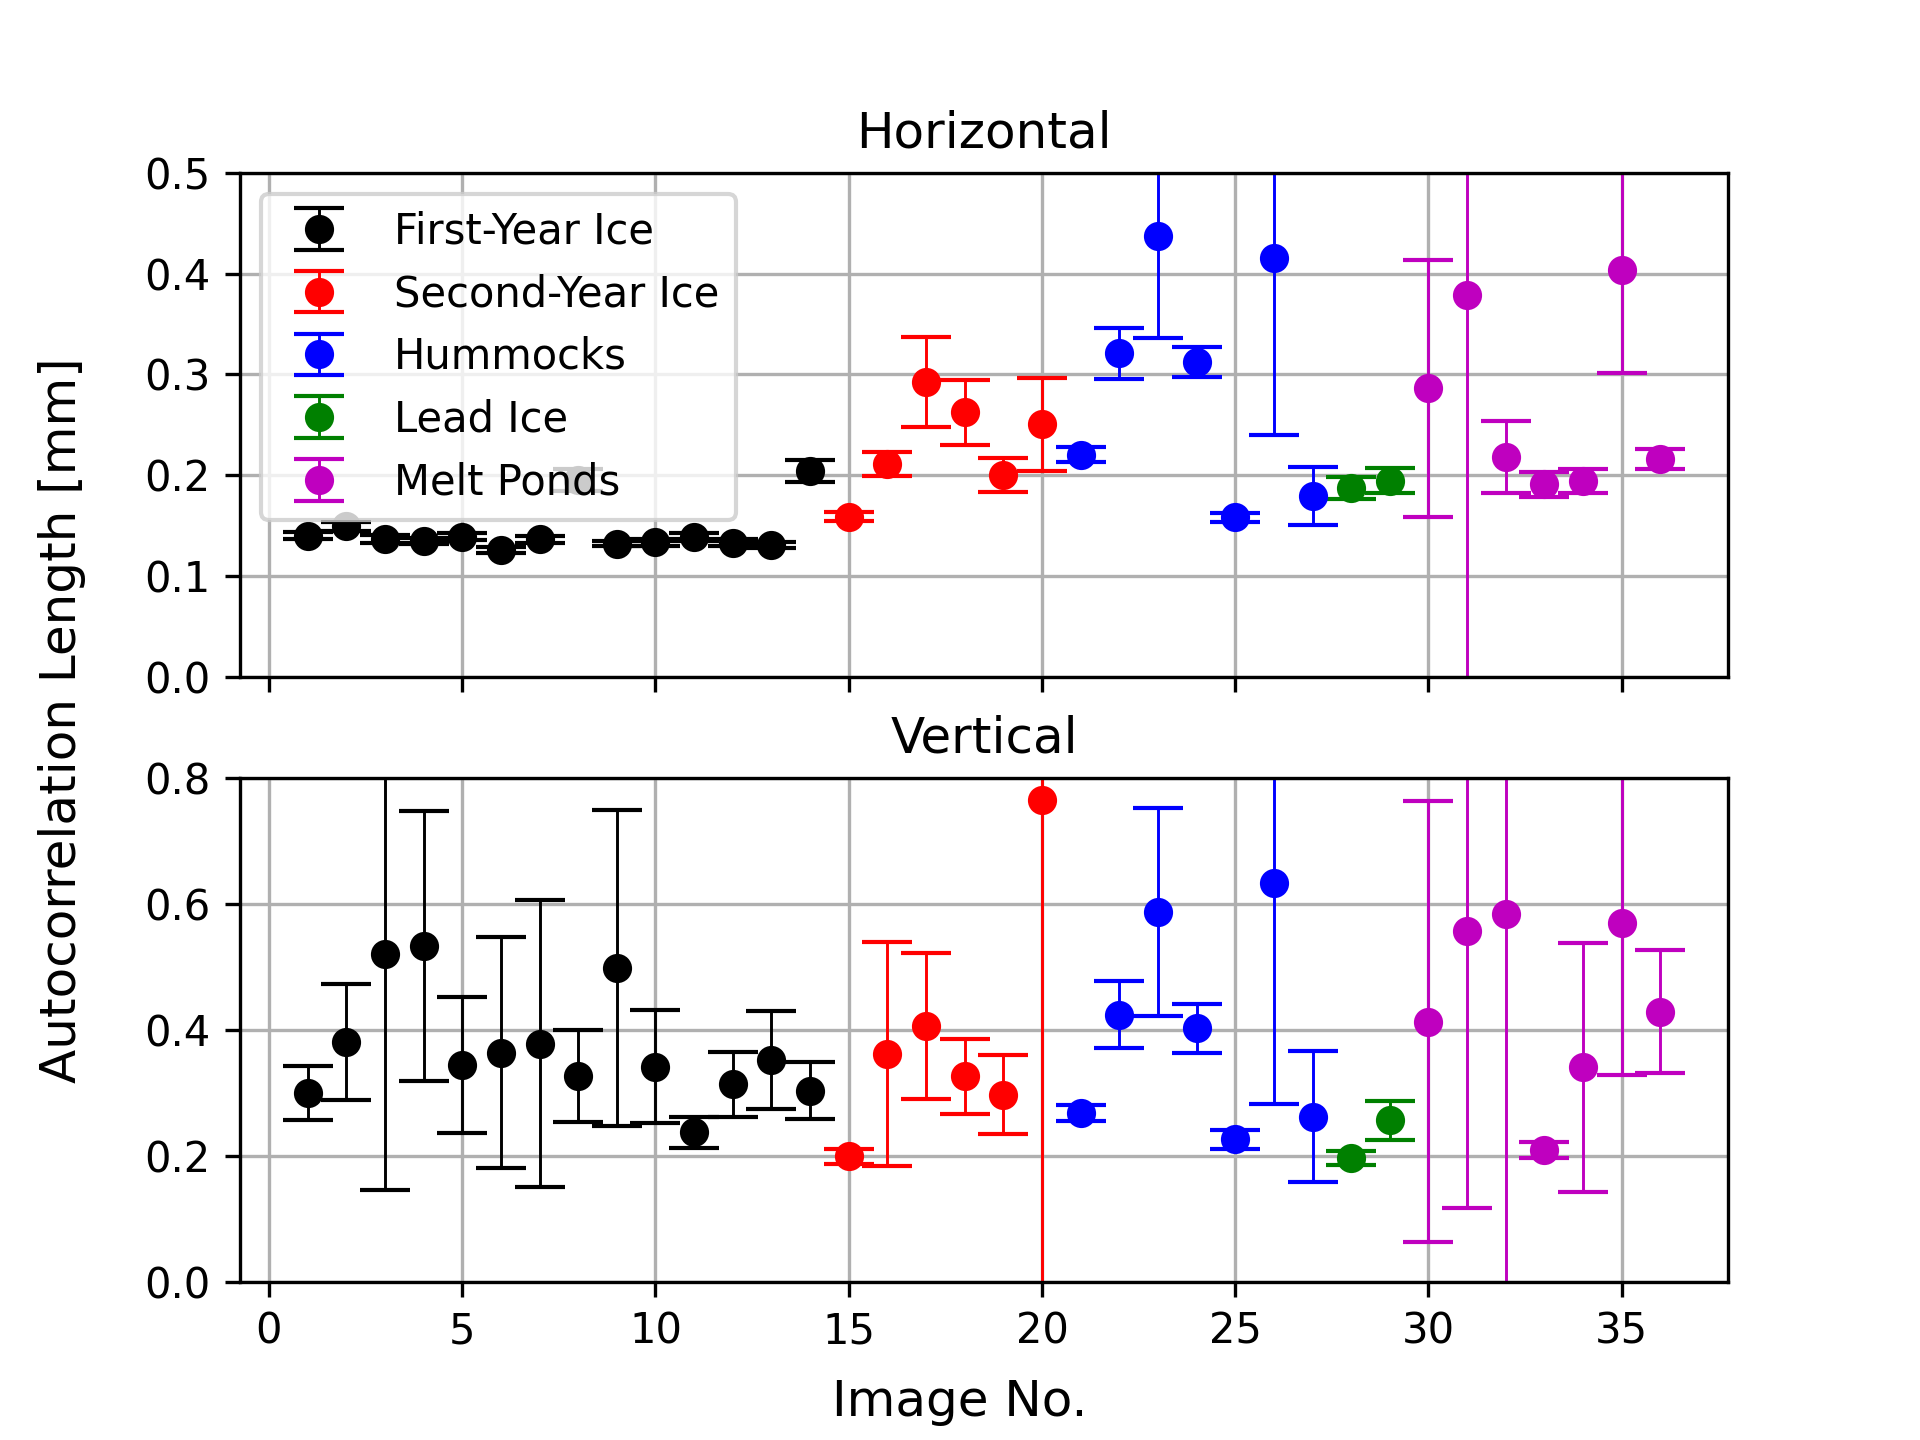 Horizontal
0.5
0.4
0.3
0.2
0.1
0.0
First-Year Ice
Second-Year Ice
Hummocks
Lead Ice
Melt Ponds
Autocorrelation Length [mm]
Vertical
0.8
0.6
0.4
0.2
0.0
0 5 10 15 20 25 30 35
Image No.